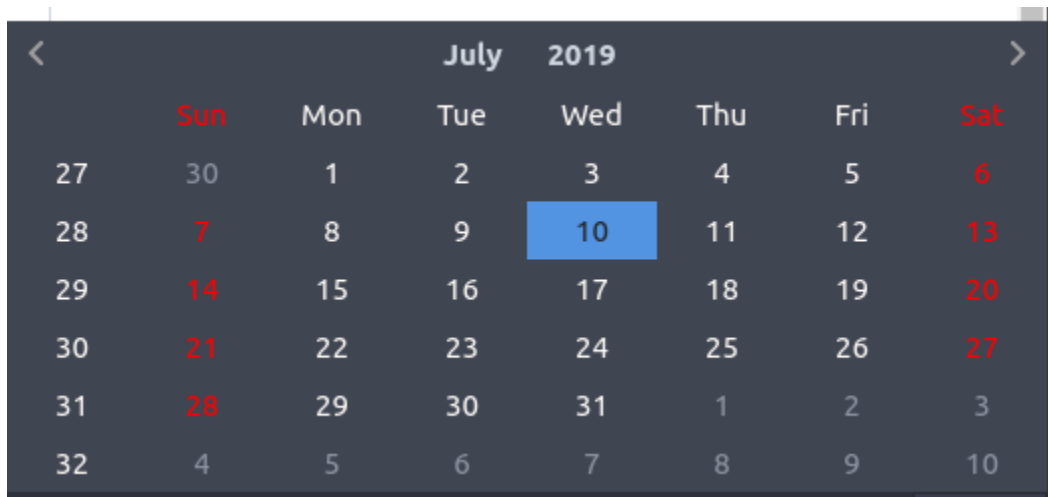 July 2019
Sun Mon Tue Wed Thu Fri Sat
27 30 1 2 3 4 5 6
28 7 8 9 10 11 12 13
29 14 15 16 17 18 19 20
30 21 22 23 24 25 26 27
31 28 29 30 31 1 2 3
32 4 5 6 7 8 9 10